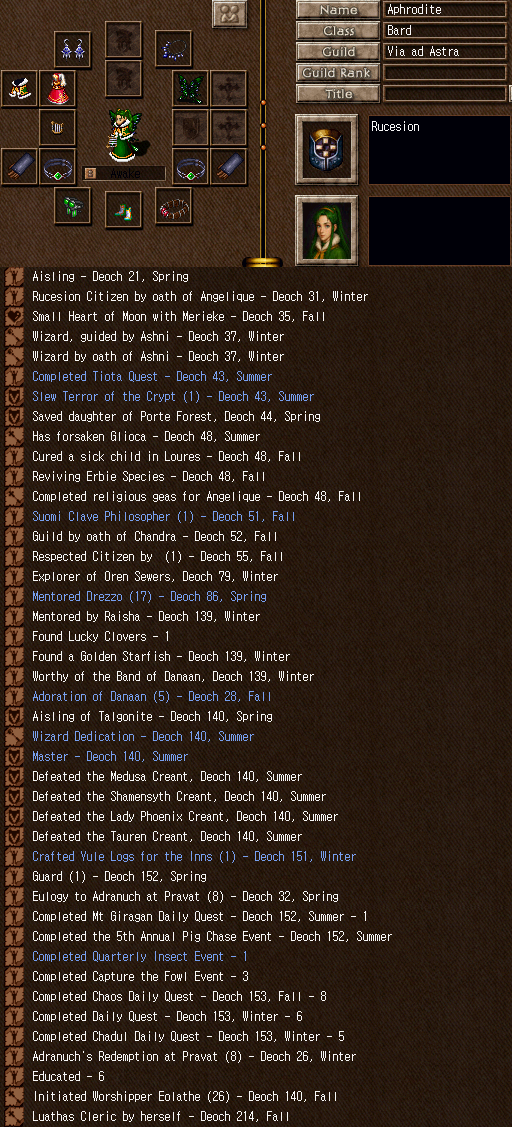 Name Aphrodite
Class Bard
Guild Via ad Astra
Guild Rank
Title
Rucesion
Awake
Aisling - Deoch 21, Spring
Rucesion Citizen by oath of Angelique - Deoch 31, Winter
Small Heart of Moon with Merieke - Deoch 35, Fall
Wizard, guided by Ashni - Deoch 37, Winter
Wizard by oath of Ashni - Deoch 37, Winter
Completed Tiota Quest - Deoch 43, Summer
Slew Terror of the Crypt (1) - Deoch 43, Summer
Saved daughter of Porte Forest, Deoch 44, Spring
Has forsaken Glioca - Deoch 48, Summer
Cured a sick child in Loures - Deoch 48, Fall
Reviving Erbie Species - Deoch 48, Fall
Completed religious geas for Angelique - Deoch 48, Fall
Suomi Clave Philosopher (1) - Deoch 51, Fall
Guild by oath of Chandra - Deoch 52, Fall
Respected Citizen by  (1) - Deoch 55, Fall
Explorer of Oren Sewers, Deoch 79, Winter
Mentored Drezzo (17) - Deoch 86, Spring
Mentored by Raisha - Deoch 139, Winter
Found Lucky Clovers - 1
Found a Golden Starfish - Deoch 139, Winter
Worthy of the Band of Danaan, Deoch 139, Winter
Adoration of Danaan (5) - Deoch 28, Fall
Aisling of Talgonite - Deoch 140, Spring
Wizard Dedication - Deoch 140, Summer
Master - Deoch 140, Summer
Defeated the Medusa Creant, Deoch 140, Summer
Defeated the Shamensyth Creant, Deoch 140, Summer
Defeated the Lady Phoenix Creant, Deoch 140, Summer
Defeated the Tauren Creant, Deoch 140, Summer
Crafted Yule Logs for the Inns (1) - Deoch 151, Winter
Guard (1) - Deoch 152, Spring
Eulogy to Adranuch at Pravat (8) - Deoch 32, Spring
Completed Mt Giragan Daily Quest - Deoch 152, Summer - 1
Completed the 5th Annual Pig Chase Event - Deoch 152, Summer
Completed Quarterly Insect Event - 1
Completed Capture the Fowl Event - 3
Completed Chaos Daily Quest - Deoch 153, Fall - 8
Completed Daily Quest - Deoch 153, Winter - 6
Completed Chadul Daily Quest - Deoch 153, Winter - 5
Adranuch's Redemption at Pravat (8) - Deoch 26, Winter
Educated - 6
Initiated Worshipper Eolathe (26) - Deoch 140, Fall
Luathas Cleric by herself - Deoch 214, Fall